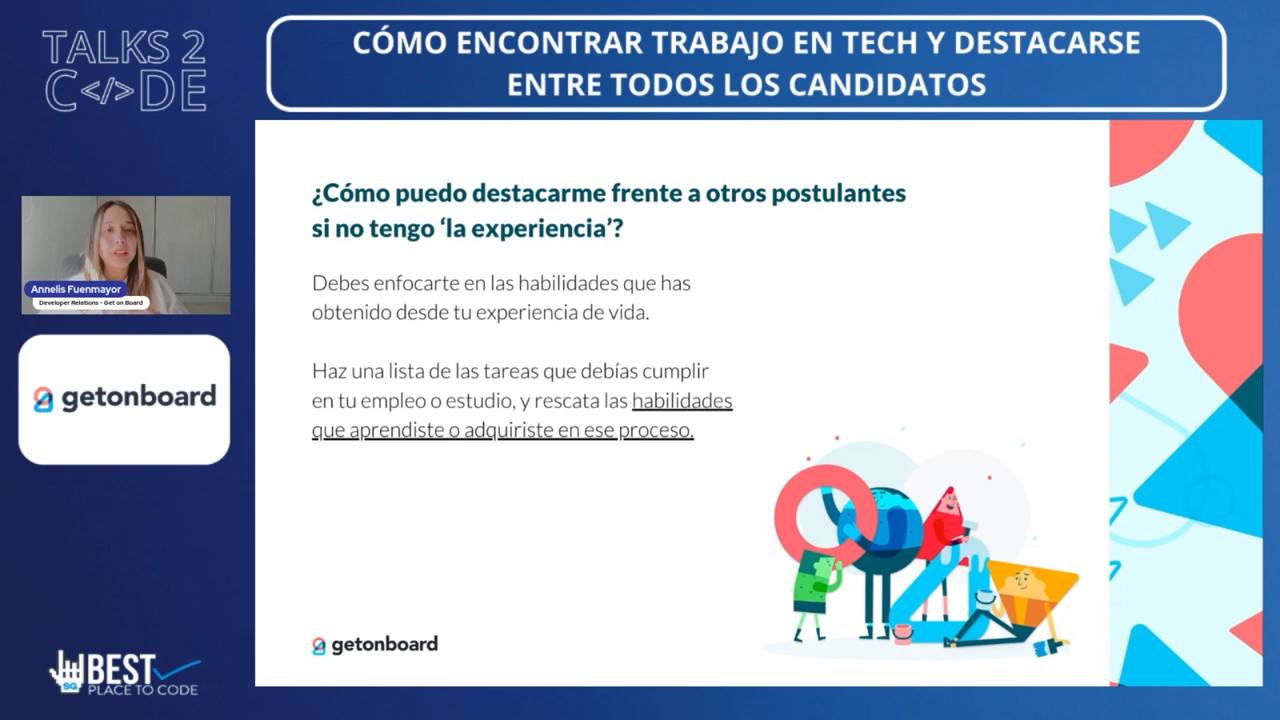 TALKS 2
C</>DE
CÓMO ENCONTRAR TRABAJO EN TECH Y DESTACARSE
ENTRE TODOS LOS CANDIDATOS
¿Cómo puedo destacarme frente a otros postulantes
si no tengo ‘la experiencia’?
Debes enfocarte en las habilidades que has
obtenido desde tu experiencia de vida.
Haz una lista de las tareas que debías cumplir
en tu empleo o estudio, y rescata las habilidades
que aprendiste o adquiriste en ese proceso.
getonboard
Annelis Fuenmayor
Developer Relations - Get on Board
getonboard
SG
BEST
PLACE TO CODE